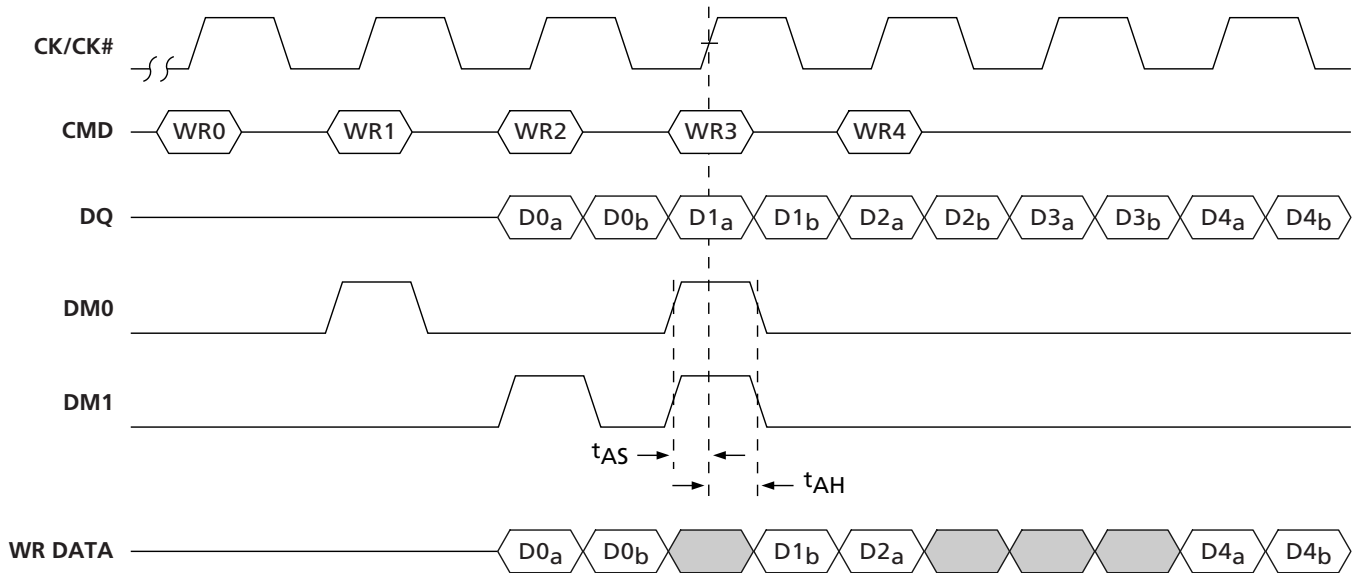 CK/CK#
CMD WR0 WR1 WR2 WR3 WR4
DQ D0a D0b D1a D1b D2a D2b D3a D3b D4a D4b
DM0
DM1
tAS
tAH
WR DATA D0a D0b D1b D2a D4a D4b